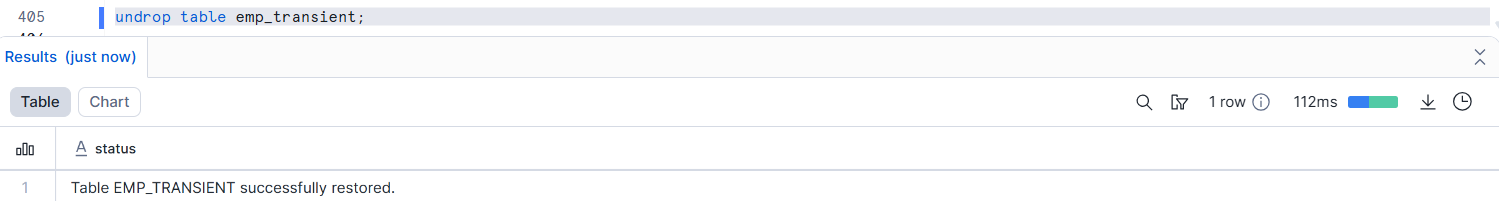 405 undrop table emp_transient;
Results (just now)
Table Chart 1 row 112ms
A status
1 Table EMP_TRANSIENT successfully restored.